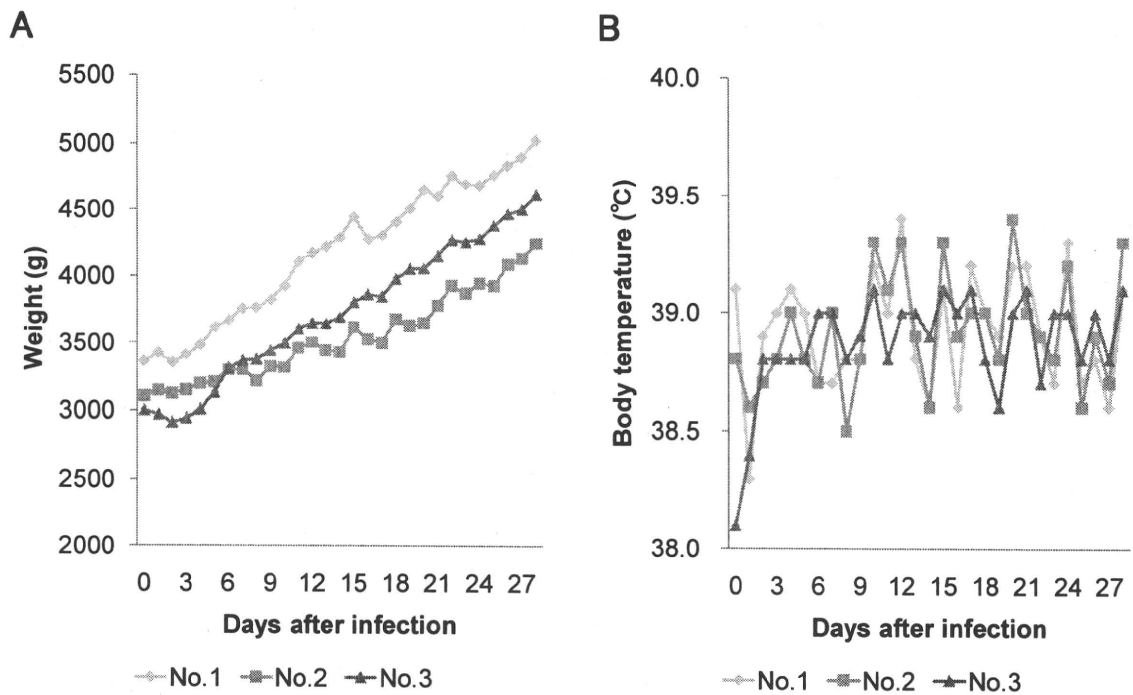 A
Weight (g)
5500
5000
4500
4000
3500
3000
2500
2000
0 3 6 9 12 15 18 21 24 27
Days after infection
No.1 No.2 No.3
B
Body temperature (°C)
40.0
39.5
39.0
38.5
38.0
0 3 6 9 12 15 18 21 24 27
Days after infection
No.1 No.2 No.3